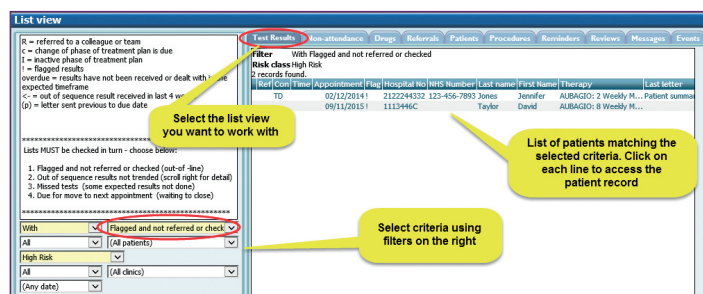 List view
R = referred to a colleague or team
c = change of phase of treatment plan is due
I = inactive phase of treatment plan
! = flagged results
overdue = results have not been received or dealt with in the
expected timeframe
<- = out of sequence result received in last 4
(p) = letter sent previous to due date
****************************************************
Lists MUST be checked in turn - choose below:
1. Flagged and not referred or checked (out-of -line)
2. Out of sequence results not trended (scroll right for detail)
3. Missed tests (some expected results not done)
4. Due for move to next appointment (waiting to close)
****************************************************
With Flagged and not referred or check
All (All patients)
High Risk
All (All clinics)
(Any date)
Test Results Non-attendance Drugs Referrals Patients Procedures Reminders Reviews Messages Events
Filter With Flagged and not referred or checked
Risk class High Risk
2 records found.
Ref Con Time Appointment Flag Hospital No NHS Number Last name First Name Therapy Last letter
TD 02/12/2014 ! 2122244332 123-456-7893 Jones Jennifer AUBAGIO: 2 Weekly M... Patient summar
09/11/2015 ! 1113446C Taylor David AUBAGIO: 8 Weekly M...
Select the list view
you want to work with
List of patients matching the
selected criteria. Click on
each line to access the
patient record
Select criteria using
filters on the right